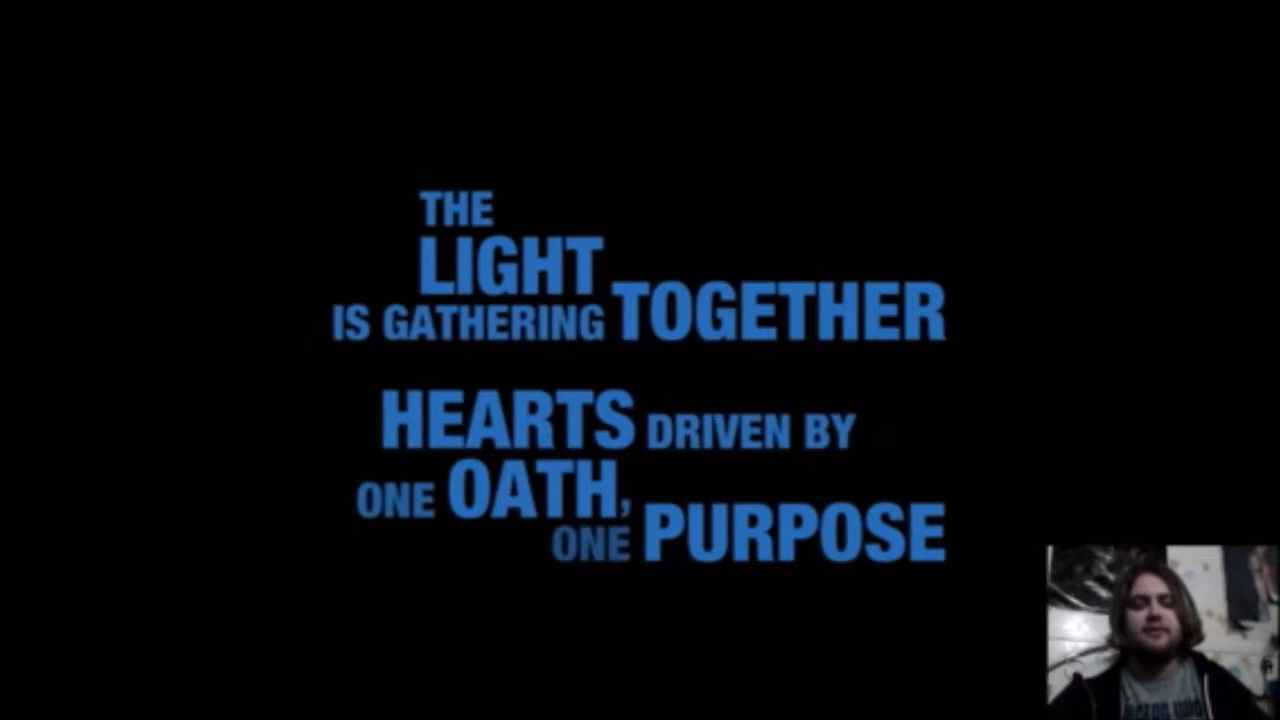 THE
LIGHT
IS GATHERING TOGETHER
HEARTS DRIVEN BY
ONE OATH,
ONE PURPOSE